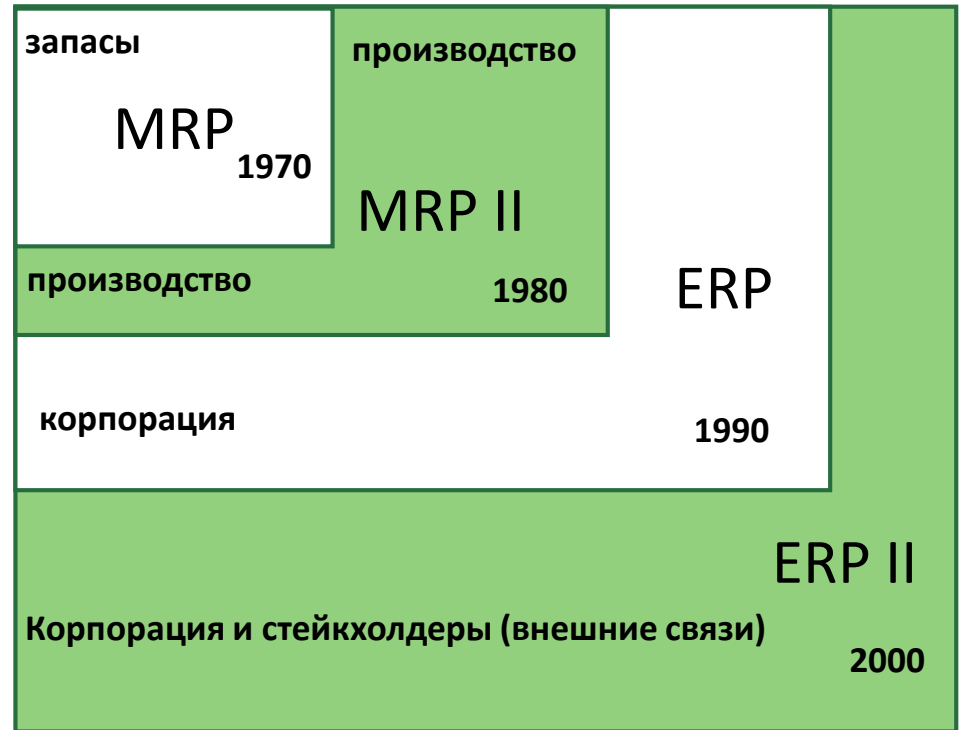 запасы
MRP
1970
производство
MRP II
производство
1980
ERP
корпорация
1990
ERP II
Корпорация и стейкхолдеры (внешние связи)
2000